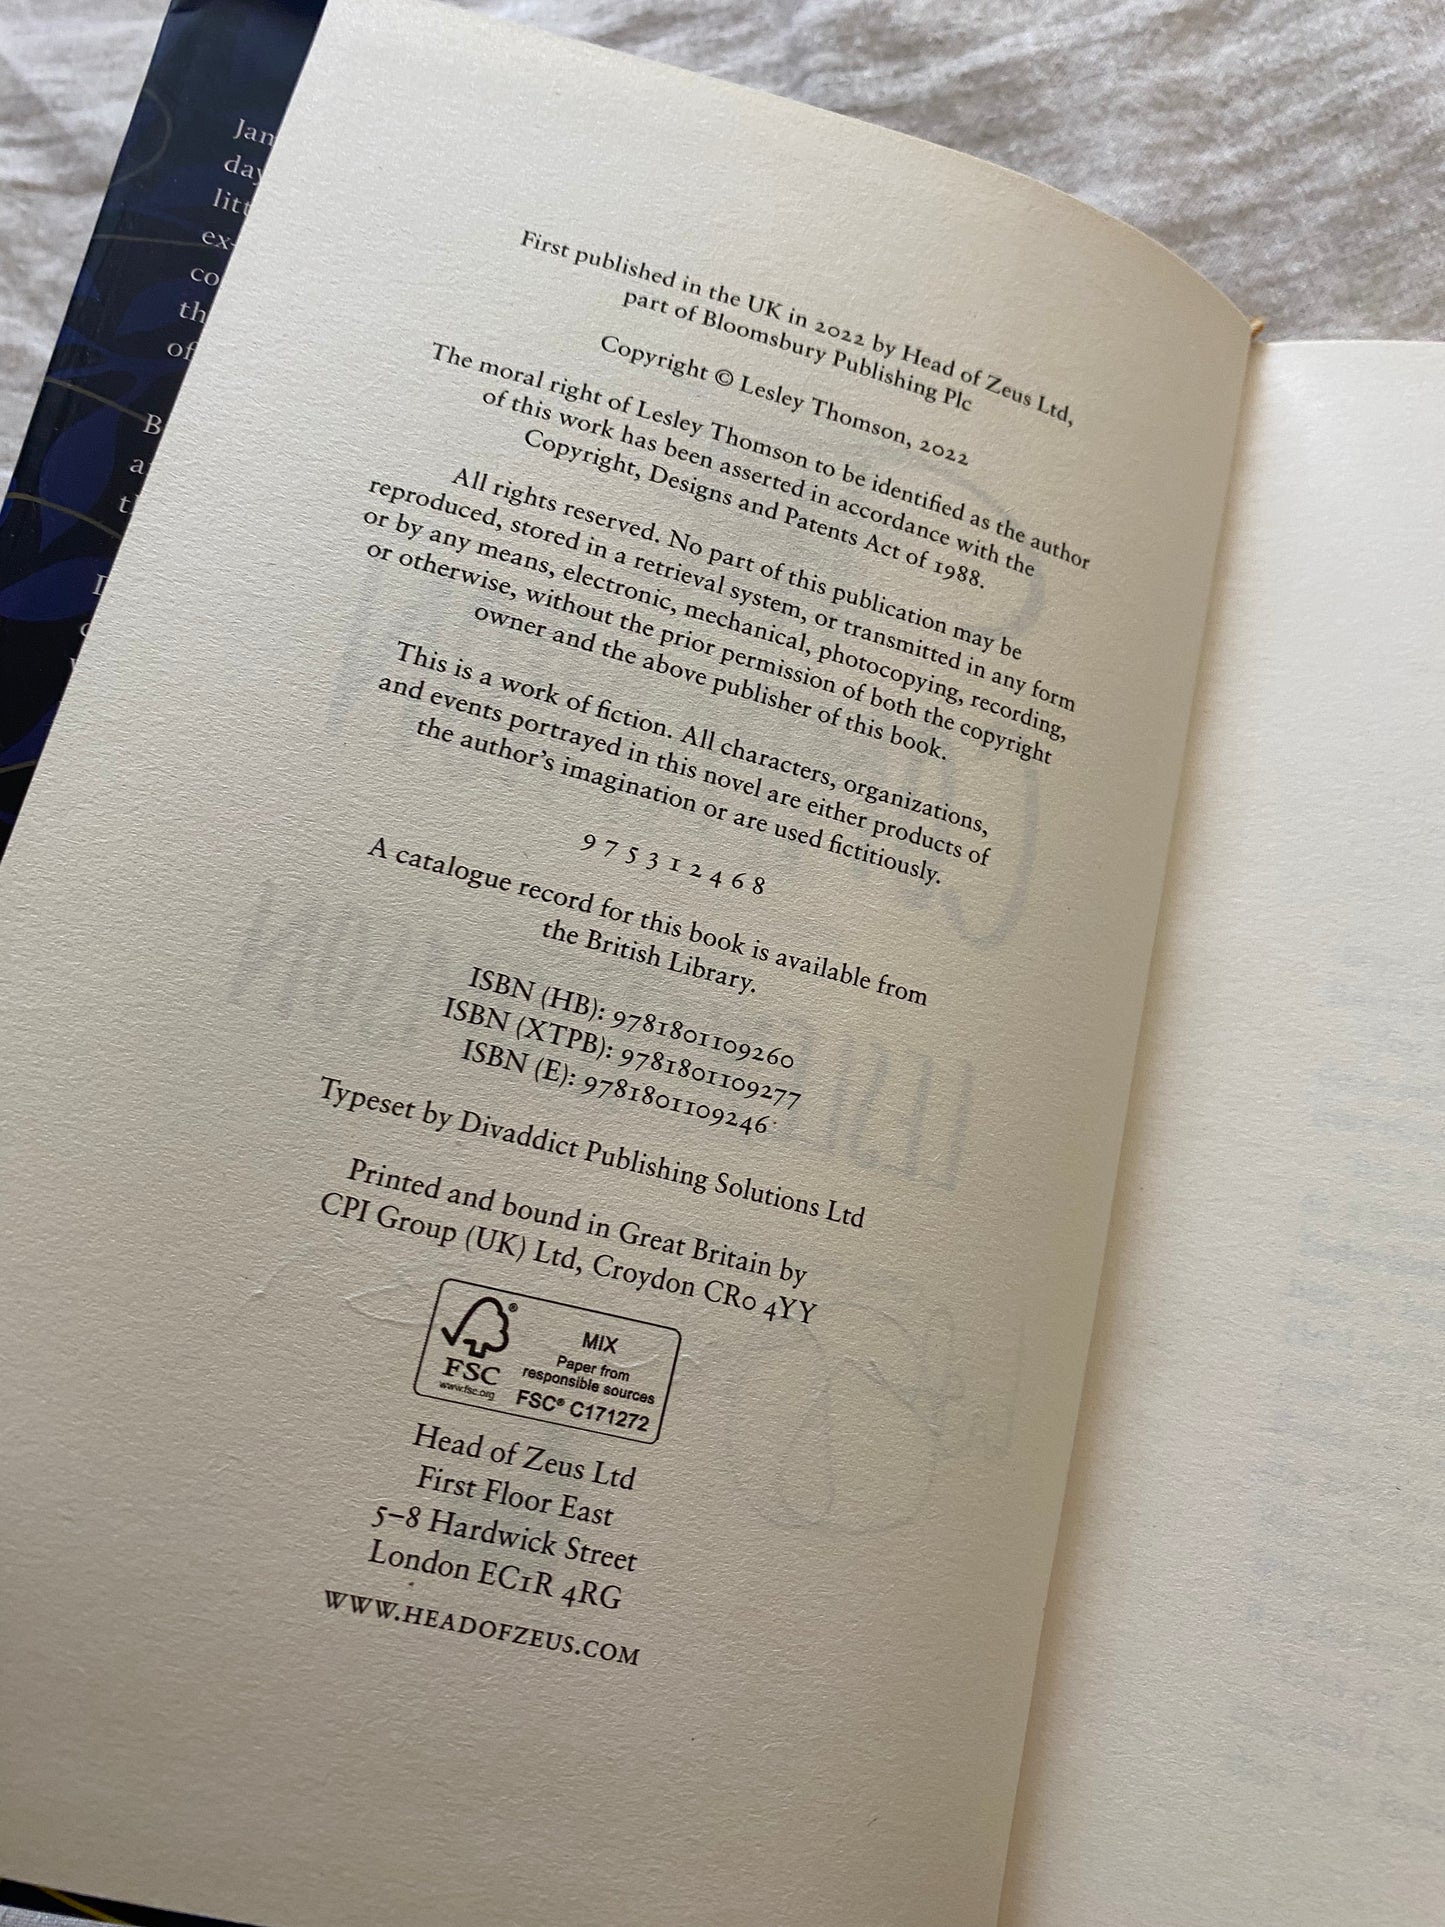 Jan
day
litt
ex-
co
th
of
B
a
th
First published in the UK in 2022 by Head of Zeus Ltd,
part of Bloomsbury Publishing Plc
Copyright © Lesley Thomson, 2022
The moral right of Lesley Thomson to be identified as the author
of this work has been asserted in accordance with the
Copyright, Designs and Patents Act of 1988.
All rights reserved. No part of this publication may be
reproduced, stored in a retrieval system, or transmitted in any form
or by any means, electronic, mechanical, photocopying, recording,
or otherwise, without the prior permission of both the copyright
owner and the above publisher of this book.
This is a work of fiction. All characters, organizations,
and events portrayed in this novel are either products of
the author's imagination or are used fictitiously.
9 7 5 3 1 2 4 6 8
A catalogue record for this book is available from
the British Library.
ISBN (HB): 9781801109260
ISBN (XTPB): 9781801109277
ISBN (E): 9781801109246
Typeset by Divaddict Publishing Solutions Ltd
Printed and bound in Great Britain by
CPI Group (UK) Ltd, Croydon CR0 4YY
FSC®
www.fsc.org
MIX
Paper from
responsible sources
FSC® C171272
Head of Zeus Ltd
First Floor East
5–8 Hardwick Street
London EC1R 4RG
WWW.HEADOFZEUS.COM